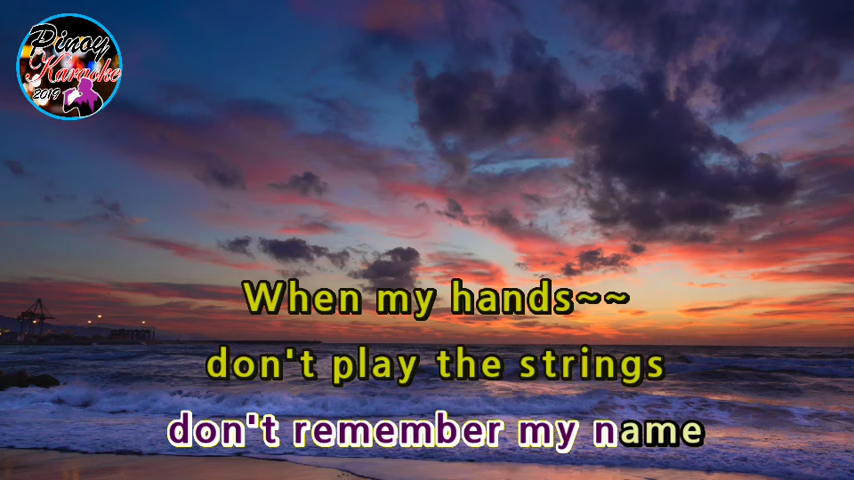 Pinoy
Karaoke
2019
When my hands~~
don't play the strings
don't remember my name